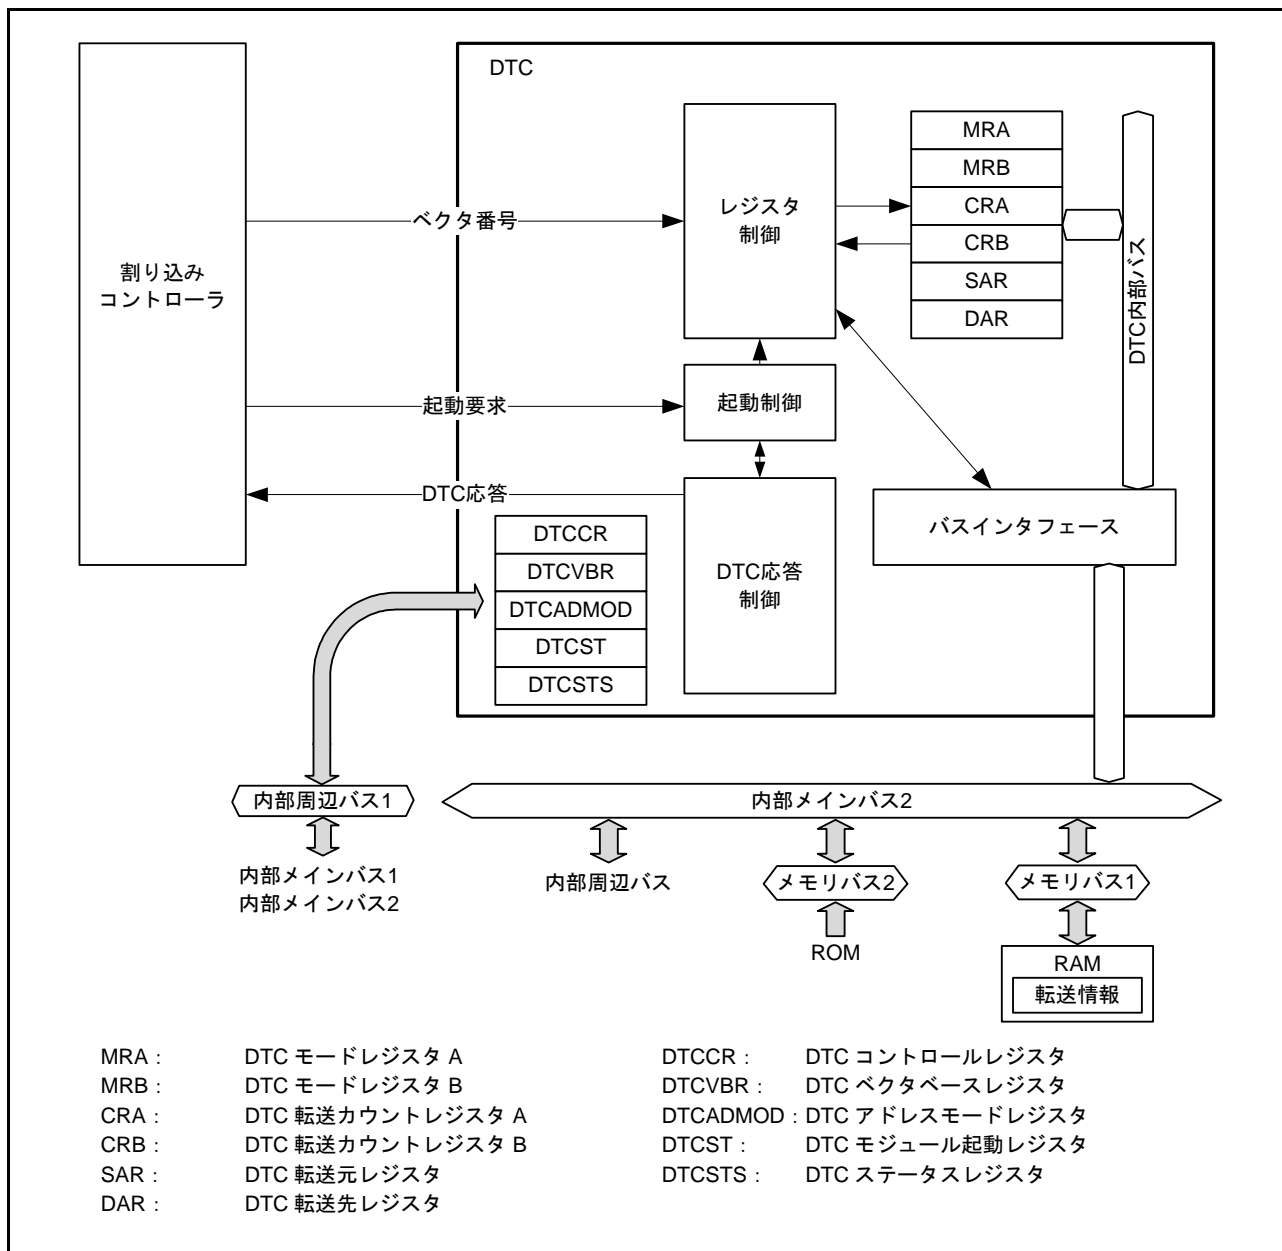 DTC
割り込み
コントローラ
ベクタ番号
起動要求
DTC応答
レジスタ
制御
起動制御
DTC応答
制御
MRA
MRB
CRA
CRB
SAR
DAR
DTC内部バス
バスインタフェース
DTCCR
DTCVBR
DTCADMOD
DTCST
DTCSTS
内部周辺バス1
内部メインバス1
内部メインバス2
内部メインバス2
内部周辺バス
メモリバス2
ROM
メモリバス1
RAM
転送情報
MRA： DTC モードレジスタ A
MRB： DTC モードレジスタ B
CRA： DTC 転送カウントレジスタ A
CRB： DTC 転送カウントレジスタ B
SAR： DTC 転送元レジスタ
DAR： DTC 転送先レジスタ
DTCCR： DTC コントロールレジスタ
DTCVBR： DTC ベクタベースレジスタ
DTCADMOD：DTC アドレスモードレジスタ
DTCST： DTC モジュール起動レジスタ
DTCSTS： DTC ステータスレジスタ